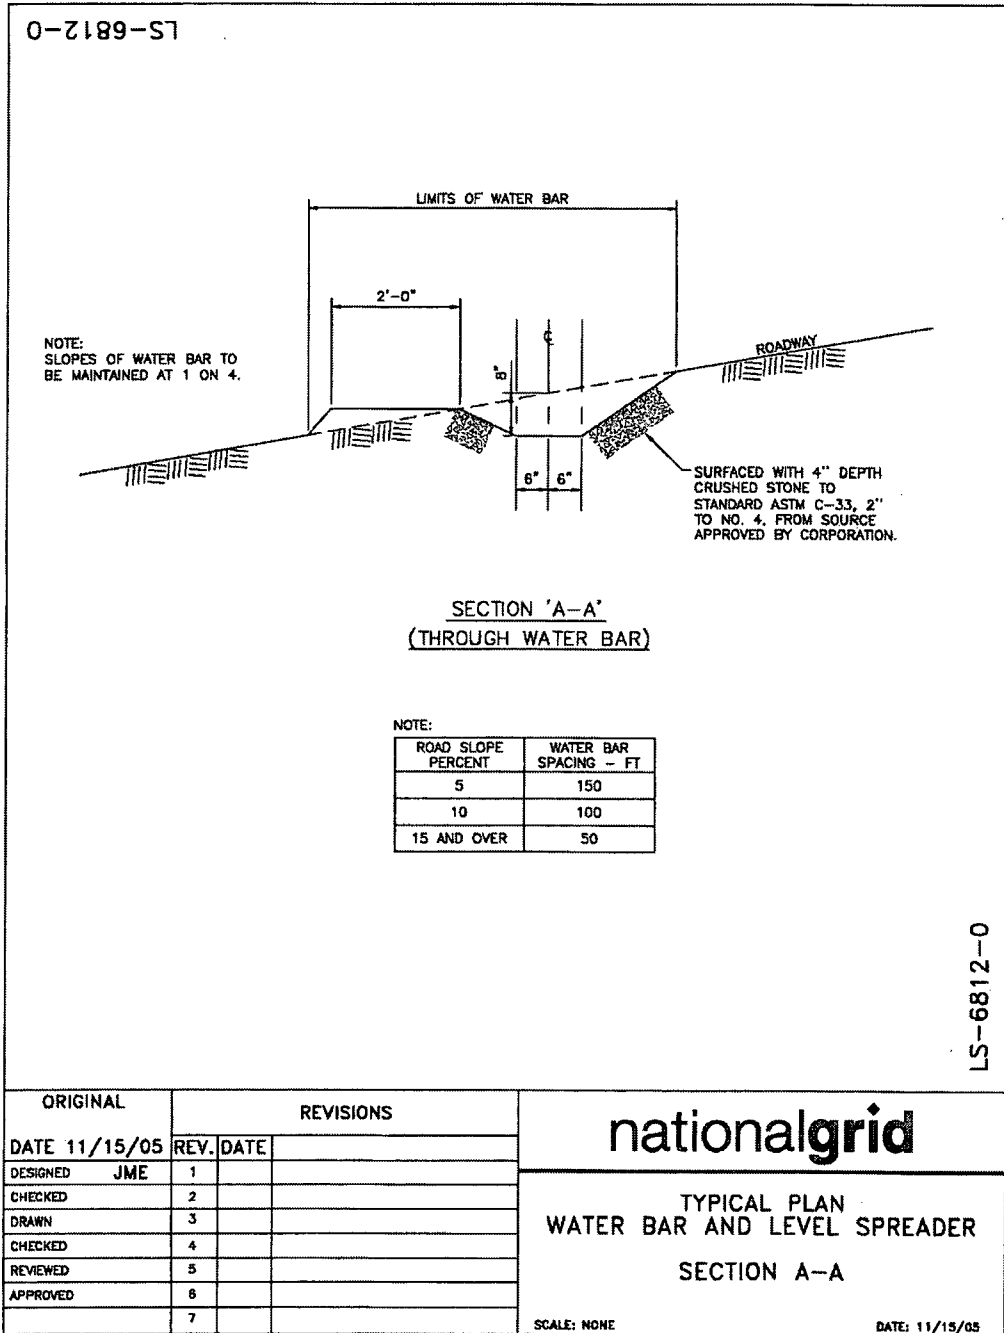 LS-6812-0
LIMITS OF WATER BAR
2'-0"
NOTE:
SLOPES OF WATER BAR TO
BE MAINTAINED AT 1 ON 4.
℄
8"
ROADWAY
6" 6"
SURFACED WITH 4" DEPTH
CRUSHED STONE TO
STANDARD ASTM C-33, 2"
TO NO. 4, FROM SOURCE
APPROVED BY CORPORATION.
SECTION 'A-A'
(THROUGH WATER BAR)
NOTE:
ROAD SLOPE PERCENT WATER BAR SPACING - FT
5 150
10 100
15 AND OVER 50
LS-6812-0
ORIGINAL
DATE 11/15/05
REVISIONS
REV. DATE
DESIGNED JME 1
CHECKED 2
DRAWN 3
CHECKED 4
REVIEWED 5
APPROVED 6
7
nationalgrid
TYPICAL PLAN
WATER BAR AND LEVEL SPREADER
SECTION A-A
SCALE: NONE DATE: 11/15/05